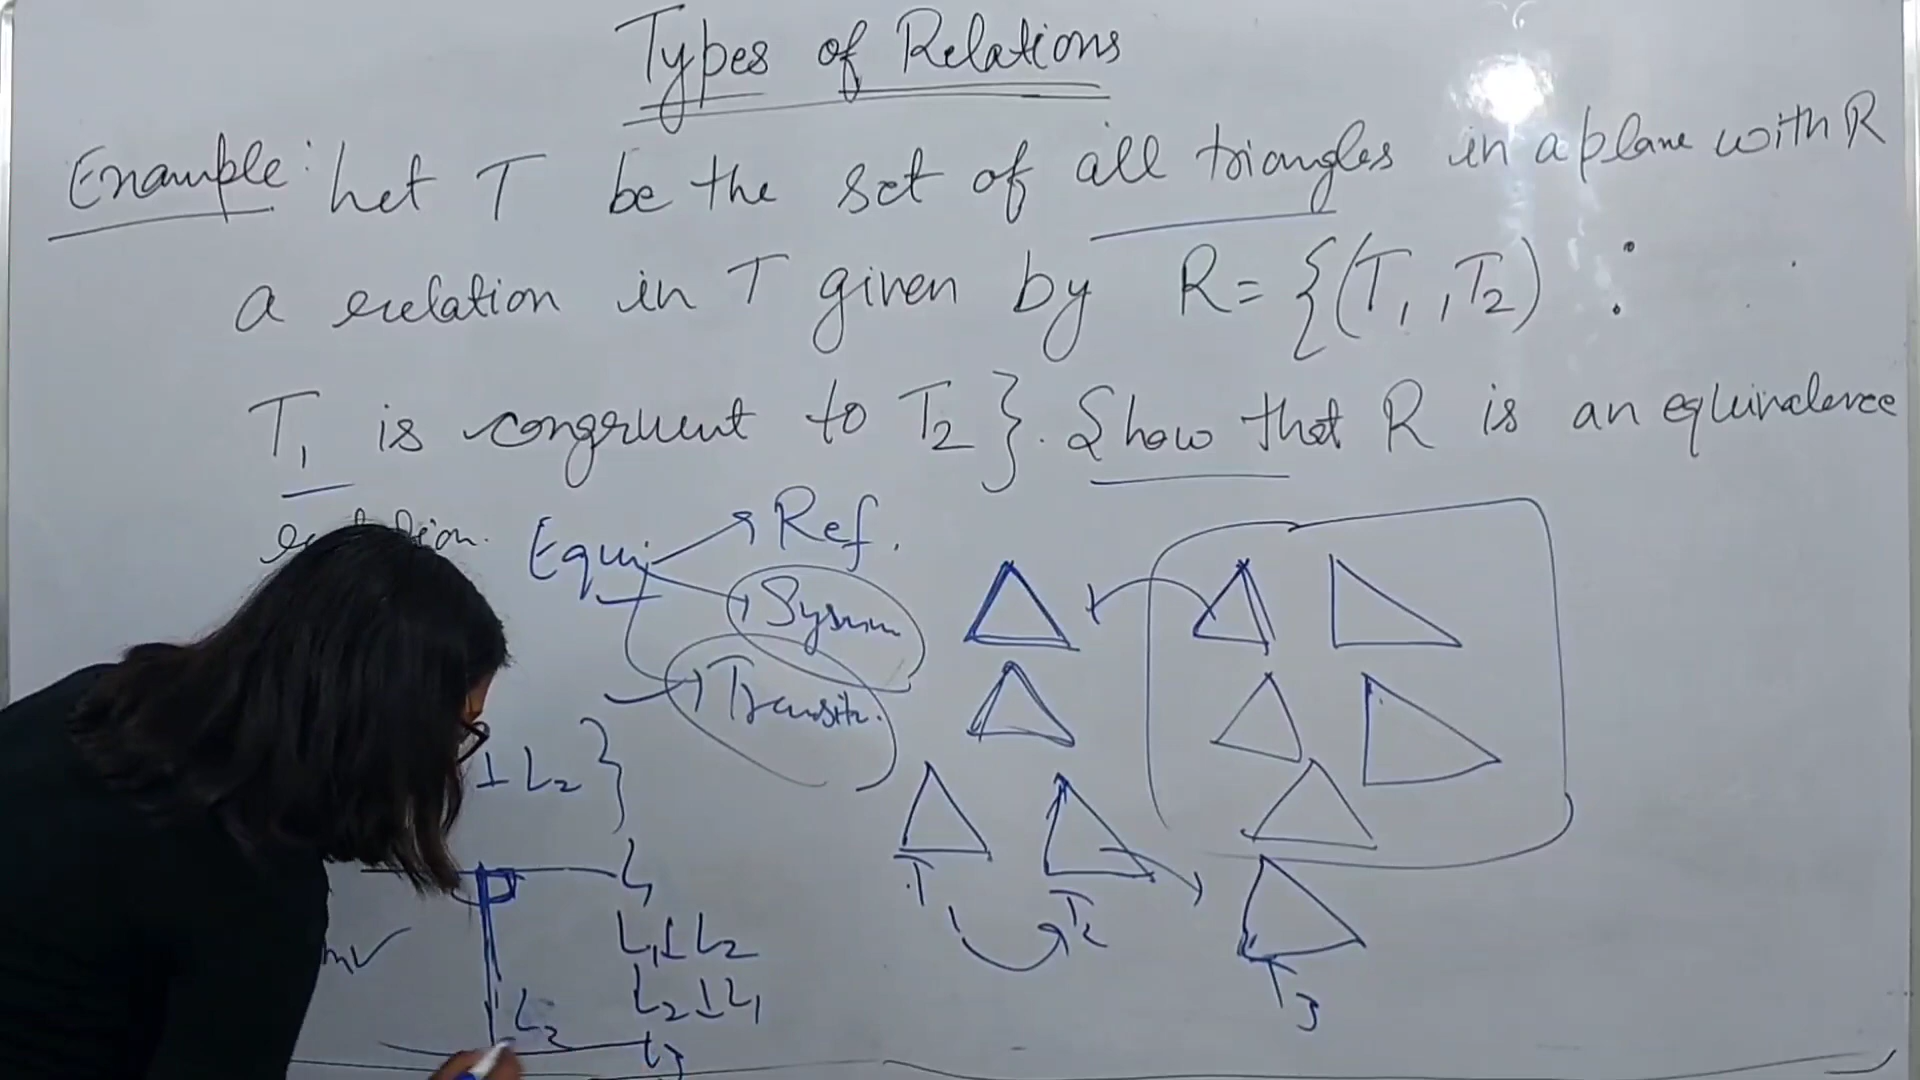 Types of Relations
Example: Let T be the set of all triangles in a plane with R
a relation in T given by R = {(T₁, T₂) :
T₁ is congruent to T₂}. Show that R is an equivalence
Equi
Ref.
Symm
Transitv.
⊥ L₂ }
L₁
L₁ ⊥ L₂
L₂ ⊥ L₁
L₂
L₃
T₁
T₂
T₃